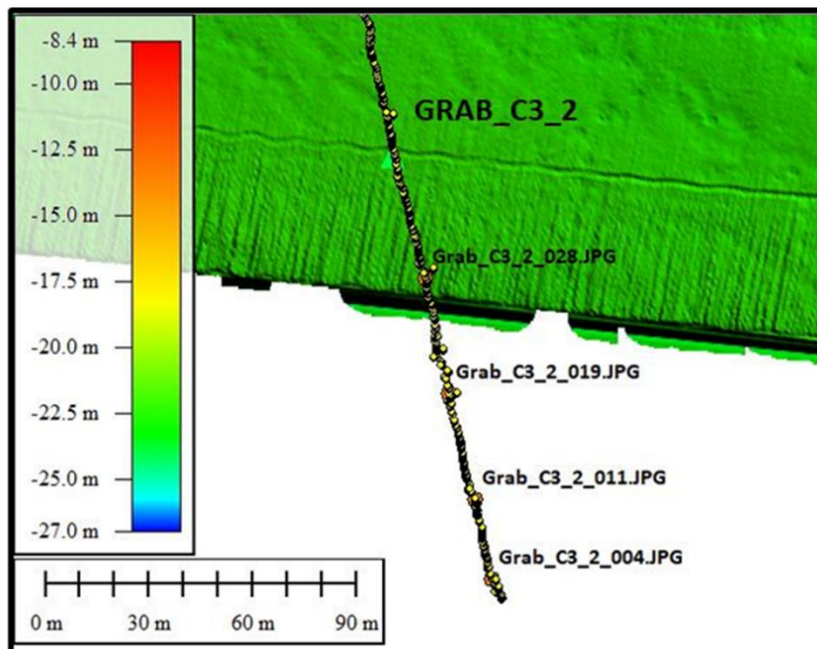 -8.4 m
-10.0 m
-12.5 m
-15.0 m
-17.5 m
-20.0 m
-22.5 m
-25.0 m
-27.0 m
GRAB_C3_2
Grab_C3_2_028.JPG
Grab_C3_2_019.JPG
Grab_C3_2_011.JPG
Grab_C3_2_004.JPG
0 m 30 m 60 m 90 m